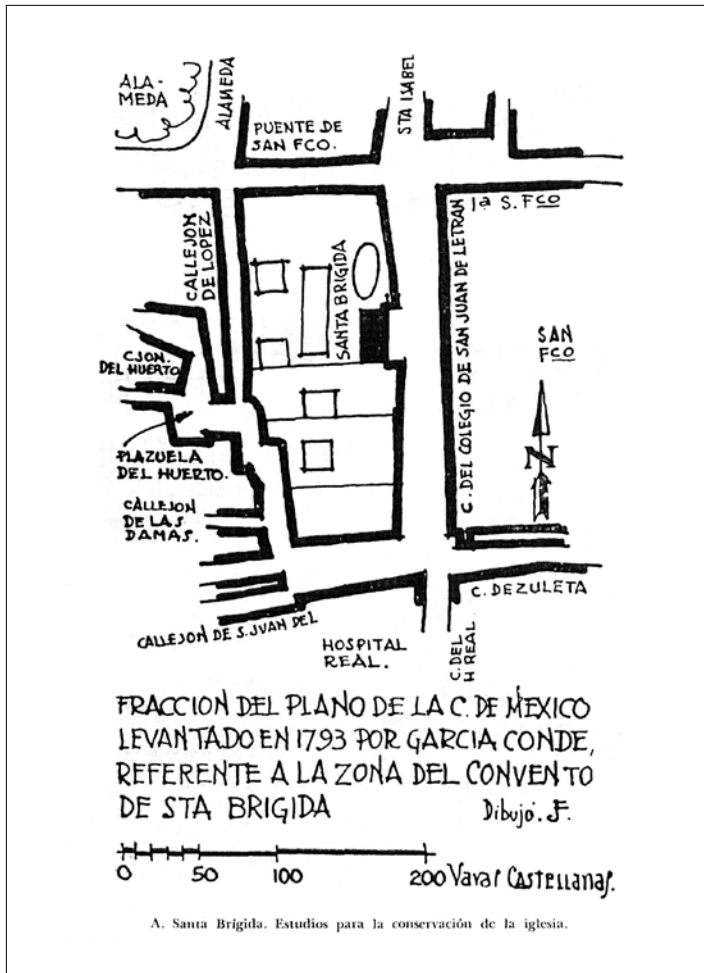 ALA-
MEDA
ALAMEDA
PUENTE DE
SAN FCO.
STA ISABEL
1ª S. FCO
CALLEJON
DE LOPEZ
SANTA BRIGIDA
C. DEL COLEGIO DE SAN JUAN DE LETRAN
SAN
FCO
N
CJON.
DEL HUERTO
PLAZUELA
DEL HUERTO.
CALLEJON
DE LAS
DAMAS.
CALLEJON DE S. JUAN DEL
HOSPITAL
REAL.
C. DEL
H REAL.
C. DE ZULETA
FRACCION DEL PLANO DE LA C. DE MEXICO
LEVANTADO EN 1793 POR GARCIA CONDE,
REFERENTE A LA ZONA DEL CONVENTO
DE STA BRIGIDA Dibujó. F.
0 50 100 200 Varas Castellanas.
A. Santa Brígida. Estudios para la conservación de la iglesia.